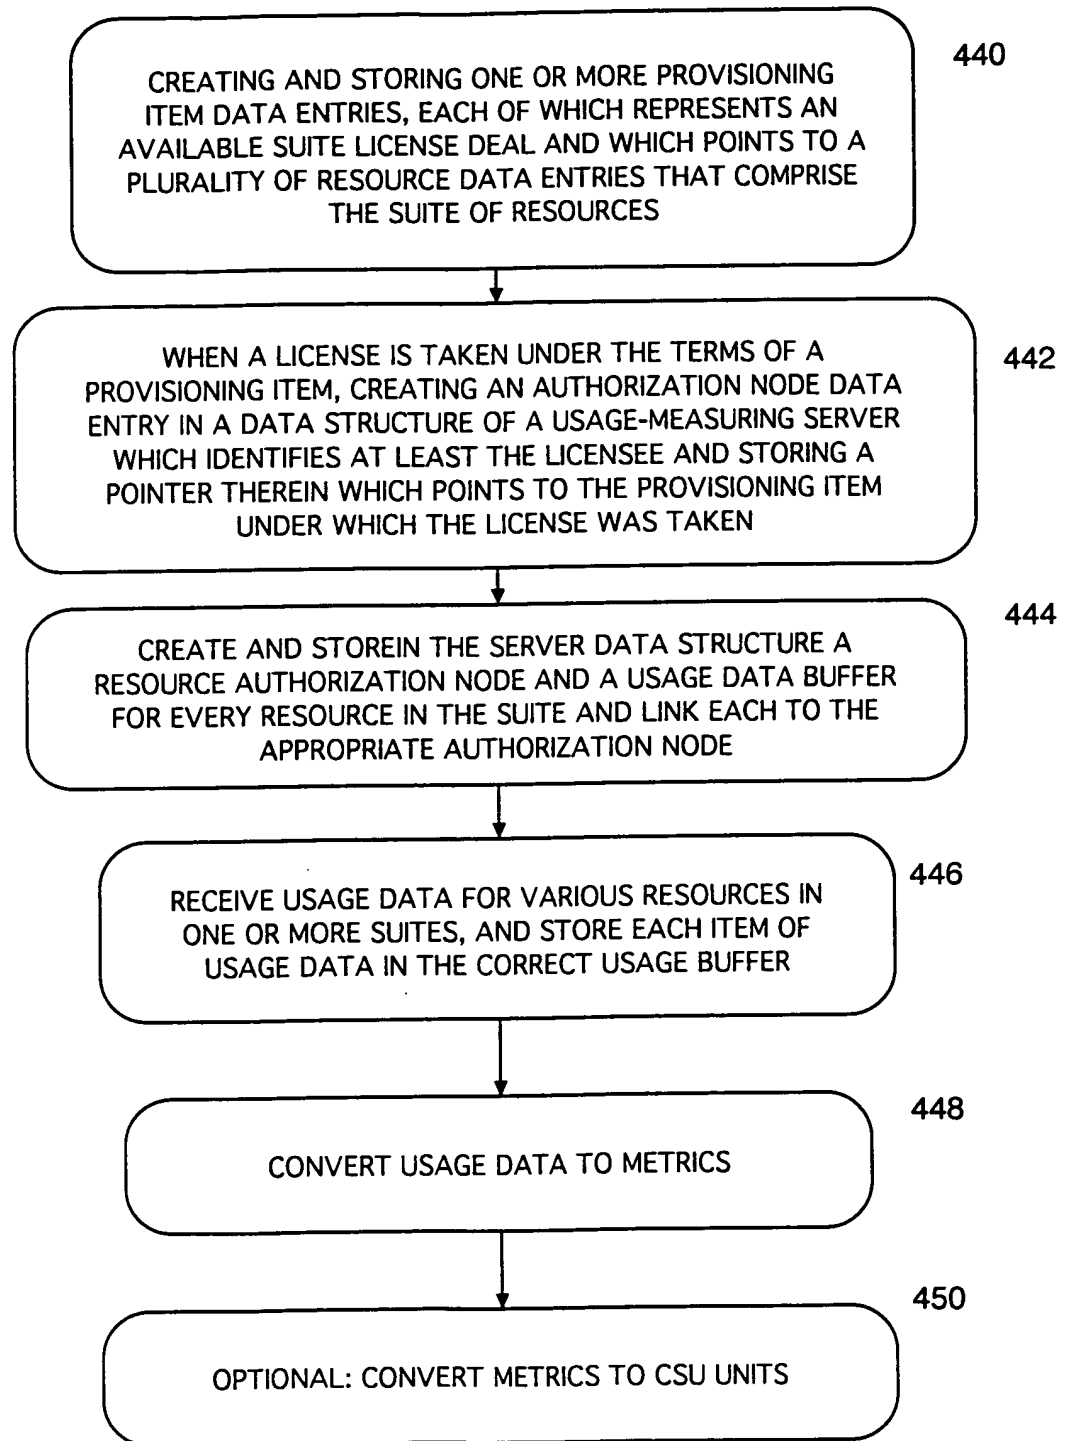 CREATING AND STORING ONE OR MORE PROVISIONING
ITEM DATA ENTRIES, EACH OF WHICH REPRESENTS AN
AVAILABLE SUITE LICENSE DEAL AND WHICH POINTS TO A
PLURALITY OF RESOURCE DATA ENTRIES THAT COMPRISE
THE SUITE OF RESOURCES
440
WHEN A LICENSE IS TAKEN UNDER THE TERMS OF A
PROVISIONING ITEM, CREATING AN AUTHORIZATION NODE DATA
ENTRY IN A DATA STRUCTURE OF A USAGE-MEASURING SERVER
WHICH IDENTIFIES AT LEAST THE LICENSEE AND STORING A
POINTER THEREIN WHICH POINTS TO THE PROVISIONING ITEM
UNDER WHICH THE LICENSE WAS TAKEN
442
CREATE AND STOREIN THE SERVER DATA STRUCTURE A
RESOURCE AUTHORIZATION NODE AND A USAGE DATA BUFFER
FOR EVERY RESOURCE IN THE SUITE AND LINK EACH TO THE
APPROPRIATE AUTHORIZATION NODE
444
RECEIVE USAGE DATA FOR VARIOUS RESOURCES IN
ONE OR MORE SUITES, AND STORE EACH ITEM OF
USAGE DATA IN THE CORRECT USAGE BUFFER
446
CONVERT USAGE DATA TO METRICS
448
OPTIONAL: CONVERT METRICS TO CSU UNITS
450